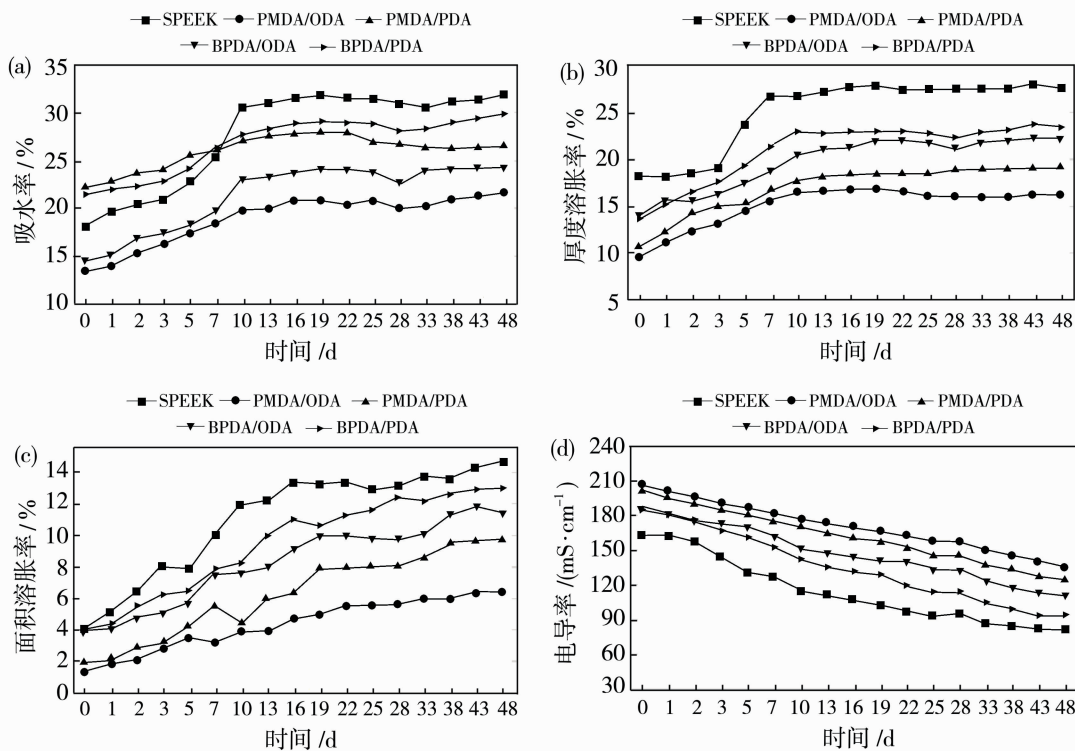 SPEEK PMDA/ODA PMDA/PDA
BPDA/ODA BPDA/PDA
(a)
吸水率 / %
35
30
25
20
15
10
0 1 2 3 5 7 10 13 16 19 22 25 28 33 38 43 48
时间 /d
SPEEK PMDA/ODA PMDA/PDA
BPDA/ODA BPDA/PDA
(b)
厚度溶胀率 / %
30
25
20
15
10
5
0 1 2 3 5 7 10 13 16 19 22 25 28 33 38 43 48
时间 /d
SPEEK PMDA/ODA PMDA/PDA
BPDA/ODA BPDA/PDA
(c)
面积溶胀率 / %
14
12
10
8
6
4
2
0
0 1 2 3 5 7 10 13 16 19 22 25 28 33 38 43 48
时间 /d
SPEEK PMDA/ODA PMDA/PDA
BPDA/ODA BPDA/PDA
(d)
电导率 /(mS·cm⁻¹)
240
210
180
150
120
90
60
30
0 1 2 3 5 7 10 13 16 19 22 25 28 33 38 43 48
时间 /d